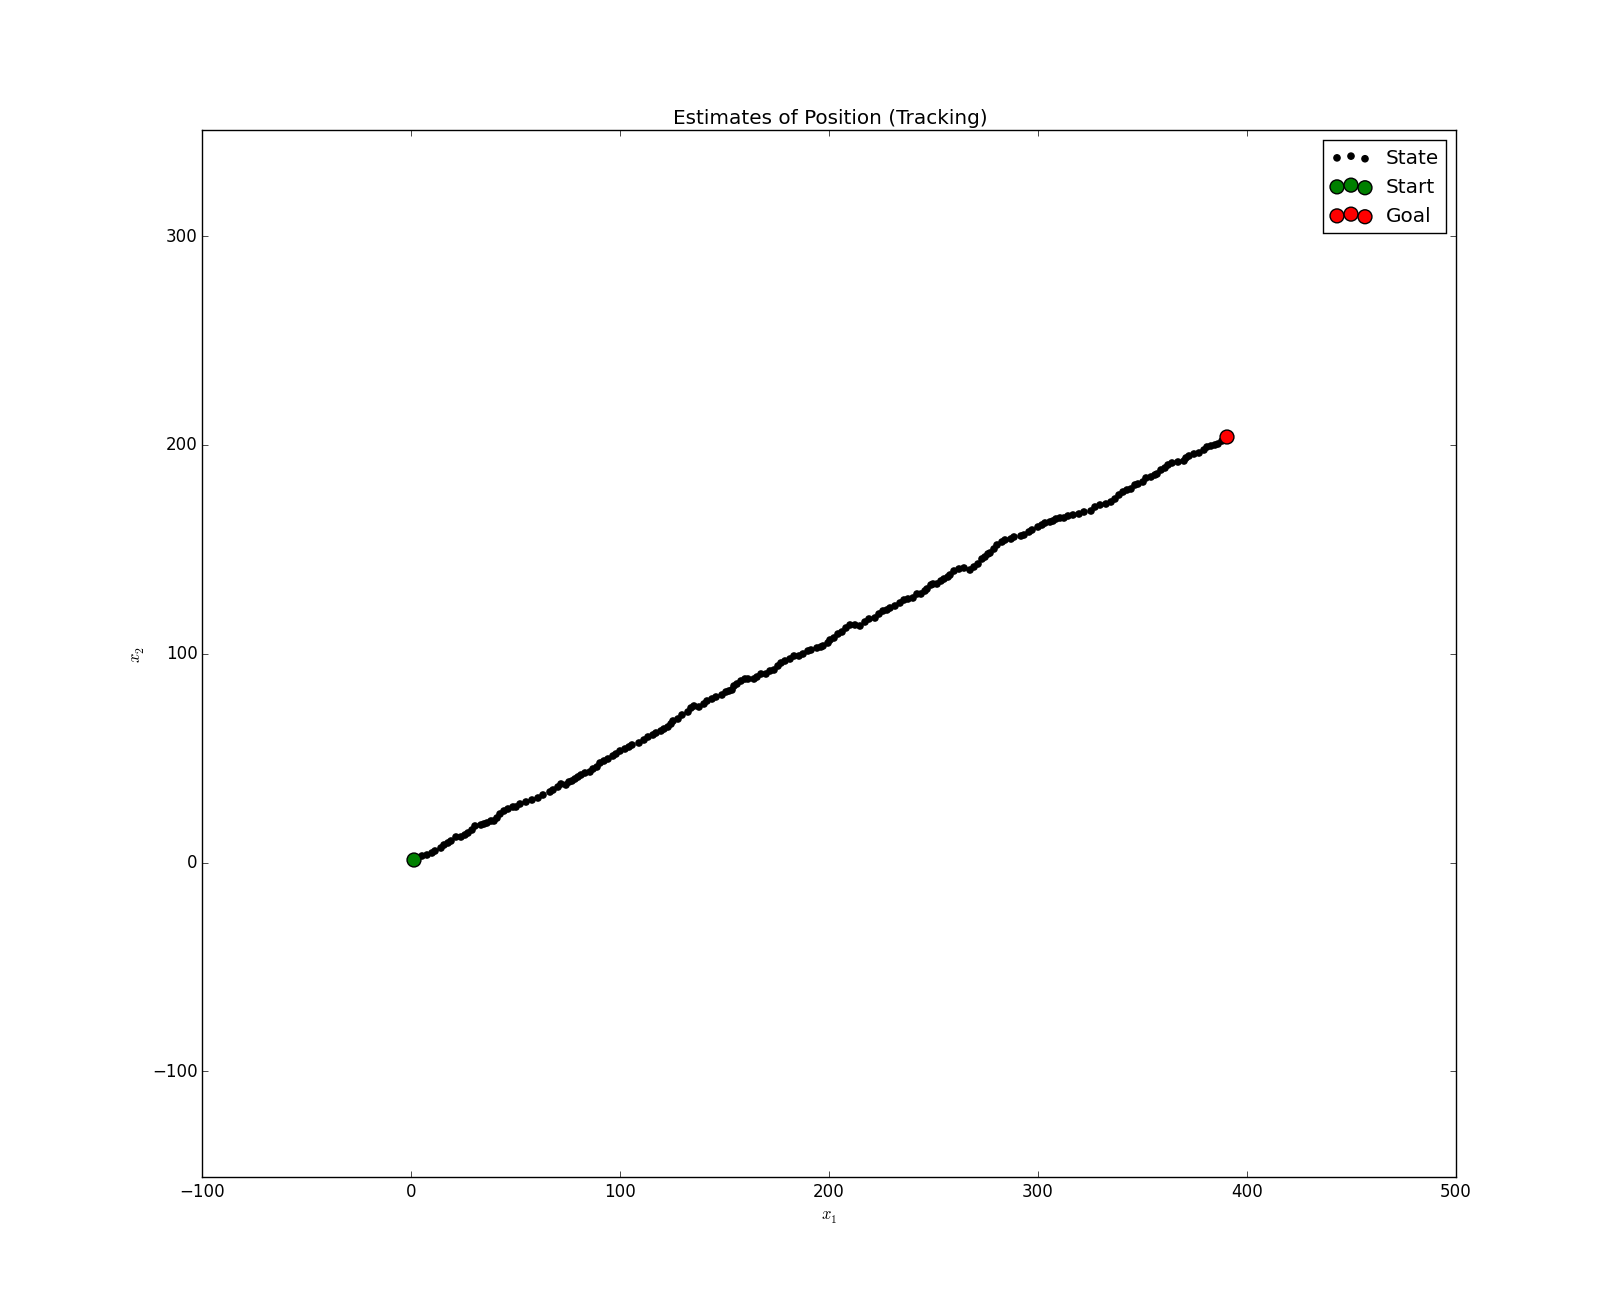 Estimates of Position (Tracking)
State
Start
Goal
300
200
100
0
−100
x₂
−100 0 100 200 300 400 500
x₁